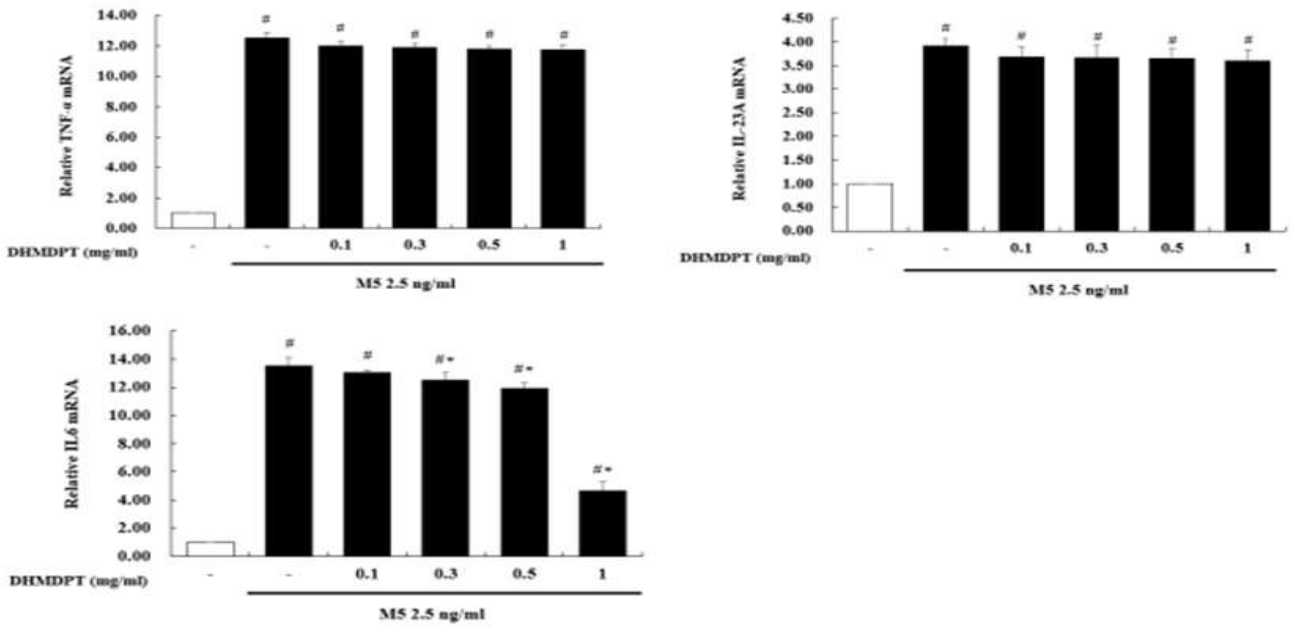 Relative TNF-α mRNA
14.00
12.00
10.00
8.00
6.00
4.00
2.00
0.00
# # # # #
DHMDPT (mg/ml) - - 0.1 0.3 0.5 1
M5 2.5 ng/ml
Relative IL-23A mRNA
4.50
4.00
3.50
3.00
2.50
2.00
1.50
1.00
0.50
0.00
# # # # #
DHMDPT (mg/ml) - - 0.1 0.3 0.5 1
M5 2.5 ng/ml
Relative IL6 mRNA
16.00
14.00
12.00
10.00
8.00
6.00
4.00
2.00
0.00
# # #* #* #*
DHMDPT (mg/ml) - - 0.1 0.3 0.5 1
M5 2.5 ng/ml